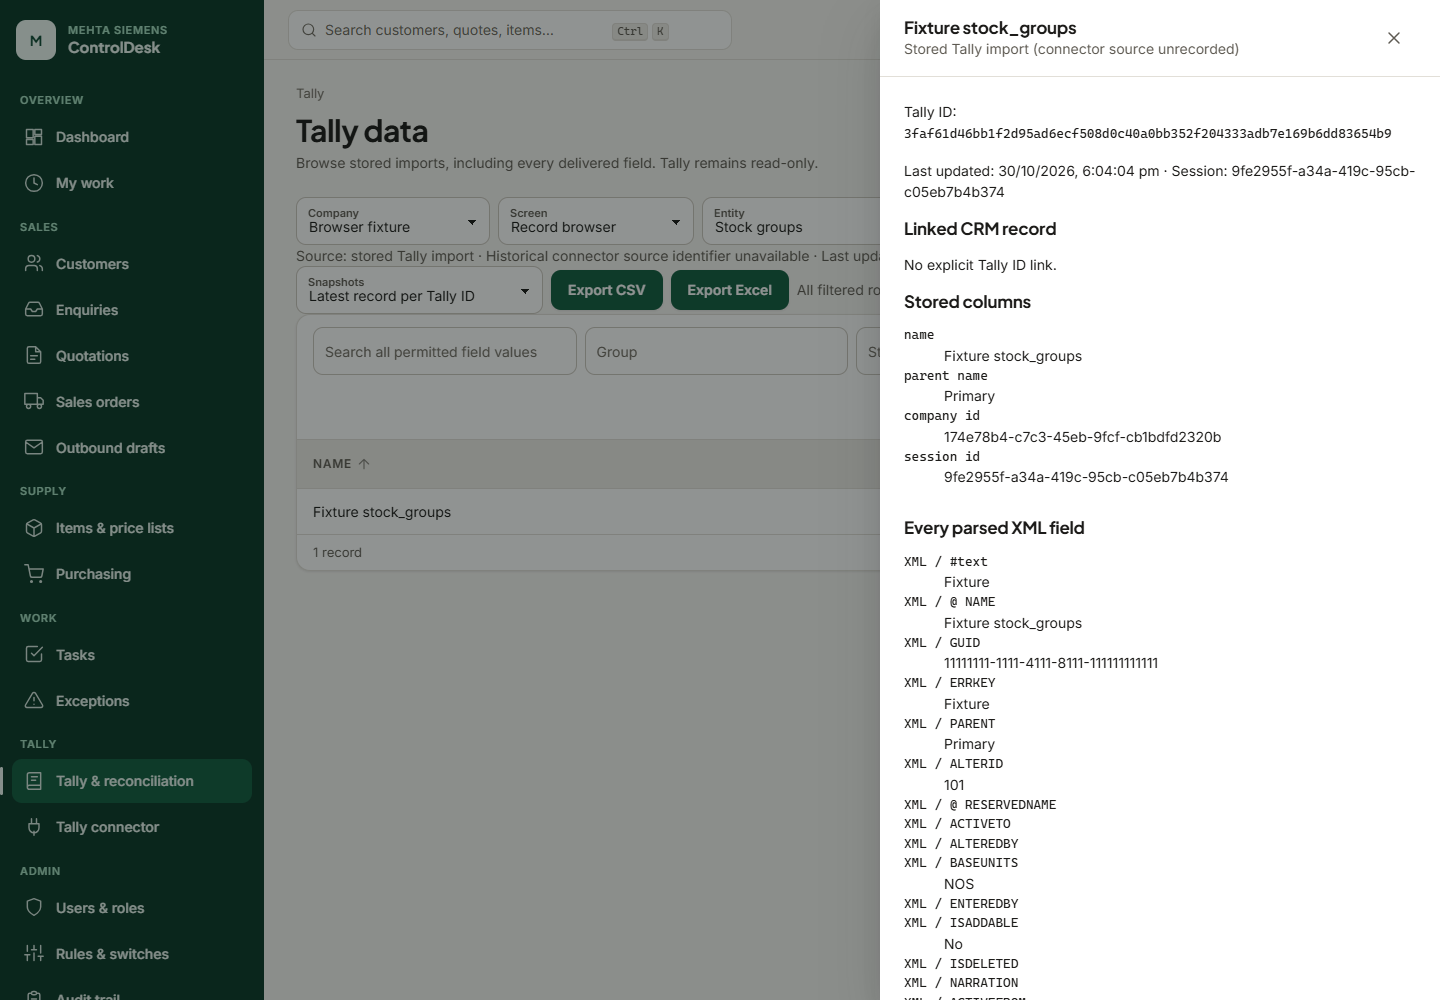 M
MEHTA SIEMENS
ControlDesk
OVERVIEW
Dashboard
My work
SALES
Customers
Enquiries
Quotations
Sales orders
Outbound drafts
SUPPLY
Items & price lists
Purchasing
WORK
Tasks
Exceptions
TALLY
Tally & reconciliation
Tally connector
ADMIN
Users & roles
Rules & switches
Audit trail
Search customers, quotes, items...
Ctrl K
Tally
Tally data
Browse stored imports, including every delivered field. Tally remains read-only.
Company
Browser fixture
Screen
Record browser
Entity
Stock groups
Source: stored Tally import · Historical connector source identifier unavailable · Last upda
Snapshots
Latest record per Tally ID
Export CSV
Export Excel
All filtered ro
Search all permitted field values
Group
St
NAME
Fixture stock_groups
1 record
Fixture stock_groups
Stored Tally import (connector source unrecorded)
Tally ID:
3faf61d46bb1f2d95ad6ecf508d0c40a0bb352f204333adb7e169b6dd83654b9
Last updated: 30/10/2026, 6:04:04 pm · Session: 9fe2955f-a34a-419c-95cb-
c05eb7b4b374
Linked CRM record
No explicit Tally ID link.
Stored columns
name
Fixture stock_groups
parent name
Primary
company id
174e78b4-c7c3-45eb-9fcf-cb1bdfd2320b
session id
9fe2955f-a34a-419c-95cb-c05eb7b4b374
Every parsed XML field
XML / #text
Fixture
XML / @ NAME
Fixture stock_groups
XML / GUID
11111111-1111-4111-8111-111111111111
XML / ERRKEY
Fixture
XML / PARENT
Primary
XML / ALTERID
101
XML / @ RESERVEDNAME
XML / ACTIVETO
XML / ALTEREDBY
XML / BASEUNITS
NOS
XML / ENTEREDBY
XML / ISADDABLE
No
XML / ISDELETED
XML / NARRATION